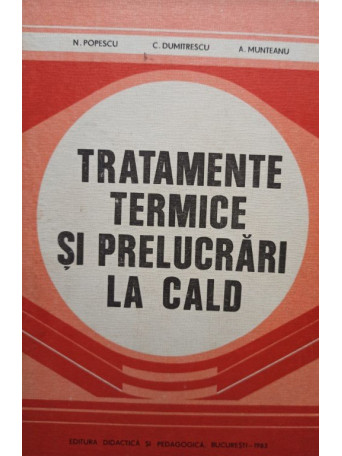 N. POPESCU C. DUMITRESCU A. MUNTEANU
TRATAMENTE
TERMICE
ȘI PRELUCRĂRI
LA CALD
EDITURA DIDACTICĂ ȘI PEDAGOGICĂ, BUCUREȘTI–1983